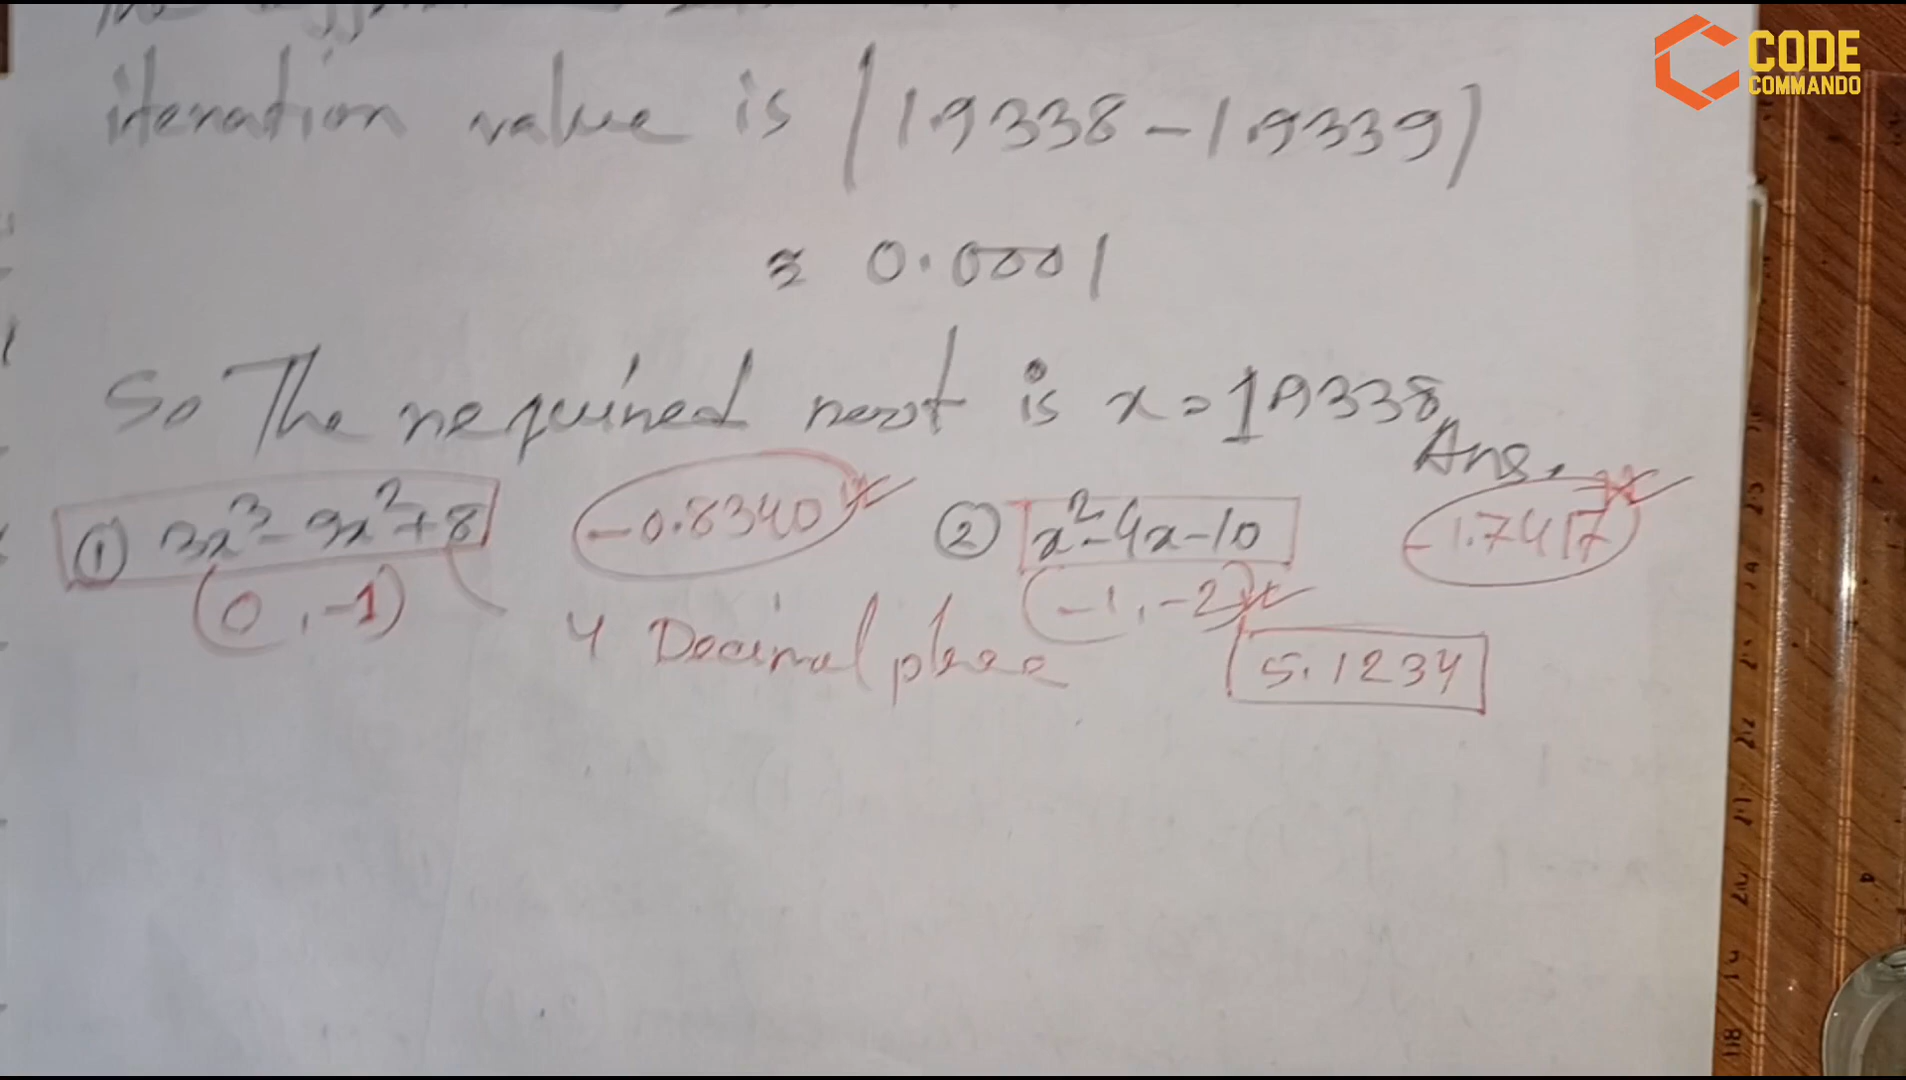 CODE
COMMANDO
iteration value is |1.9338-1.9339|
≈ 0.0001
So The required root is x=1.9338
Ans.
① 3x³-9x²+8 -0.8340 ② x²-4x-10 -1.7417
(0, -1) (-1, -2)
4 Decimal place 5.1234